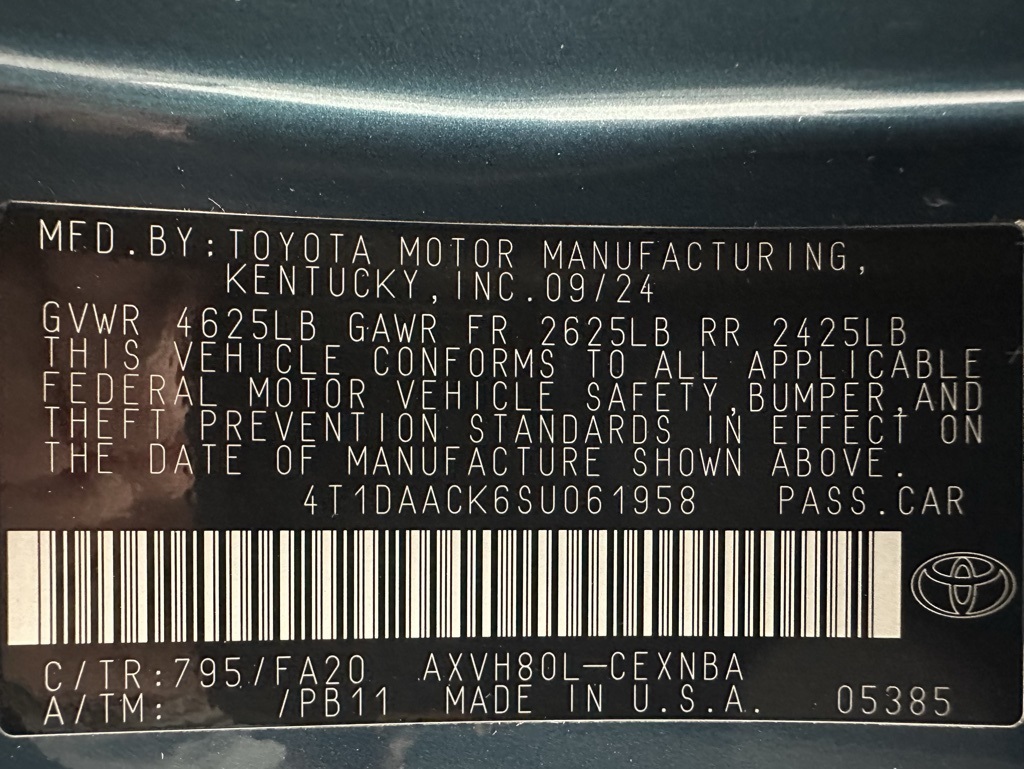 MFD.BY:TOYOTA MOTOR MANUFACTURING,
KENTUCKY,INC.09/24
GVWR 4625LB GAWR FR 2625LB RR 2425LB
THIS VEHICLE CONFORMS TO ALL APPLICABLE
FEDERAL MOTOR VEHICLE SAFETY,BUMPER,AND
THEFT PREVENTION STANDARDS IN EFFECT ON
THE DATE OF MANUFACTURE SHOWN ABOVE.
4T1DAACK6SU061958 PASS.CAR
C/TR:795/FA20 AXVH80L-CEXNBA
A/TM: /PB11 MADE IN U.S.A. 05385